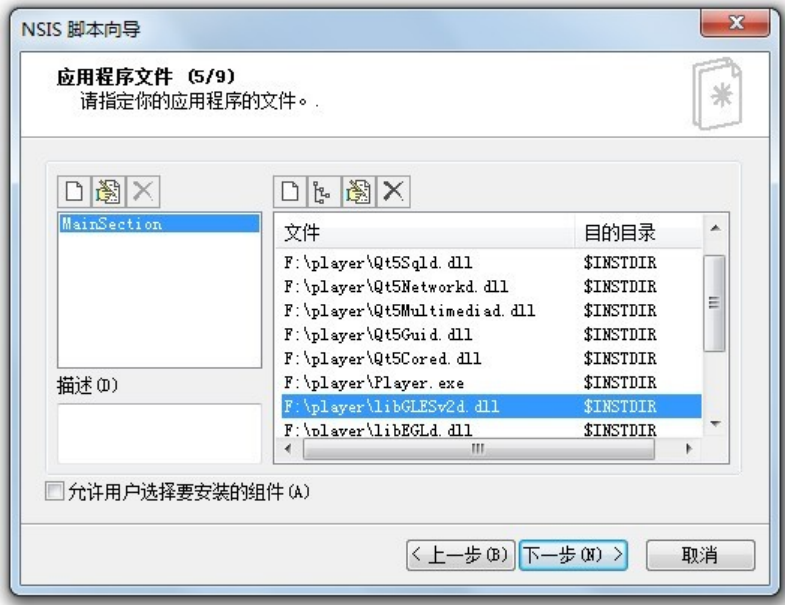 NSIS 脚本向导
应用程序文件 (5/9)
请指定你的应用程序的文件。.
MainSection
文件 目的目录
F:\player\Qt5Sqld.dll $INSTDIR
F:\player\Qt5Networkd.dll $INSTDIR
F:\player\Qt5Multimediad.dll $INSTDIR
F:\player\Qt5Guid.dll $INSTDIR
F:\player\Qt5Cored.dll $INSTDIR
F:\player\Player.exe $INSTDIR
F:\player\libGLESv2d.dll $INSTDIR
F:\player\libEGLd.dll $INSTDIR
描述(D)
允许用户选择要安装的组件(A)
< 上一步(B) 下一步(N) > 取消